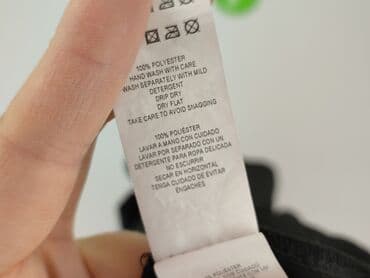 100% POLYESTER
HAND WASH WITH CARE
WASH SEPARATELY WITH MILD
DETERGENT
DRIP DRY
DRY FLAT
TAKE CARE TO AVOID SNAGGING
100% POLIÉSTER
LAVAR A MANO CON CUIDADO
LAVAR POR SEPARADO CON UN
DETERGENTE PARA ROPA DELICADA
NO ESCURRIR
SECAR EN HORIZONTAL
TENGA CUIDADO DE EVITAR
ENGACHES